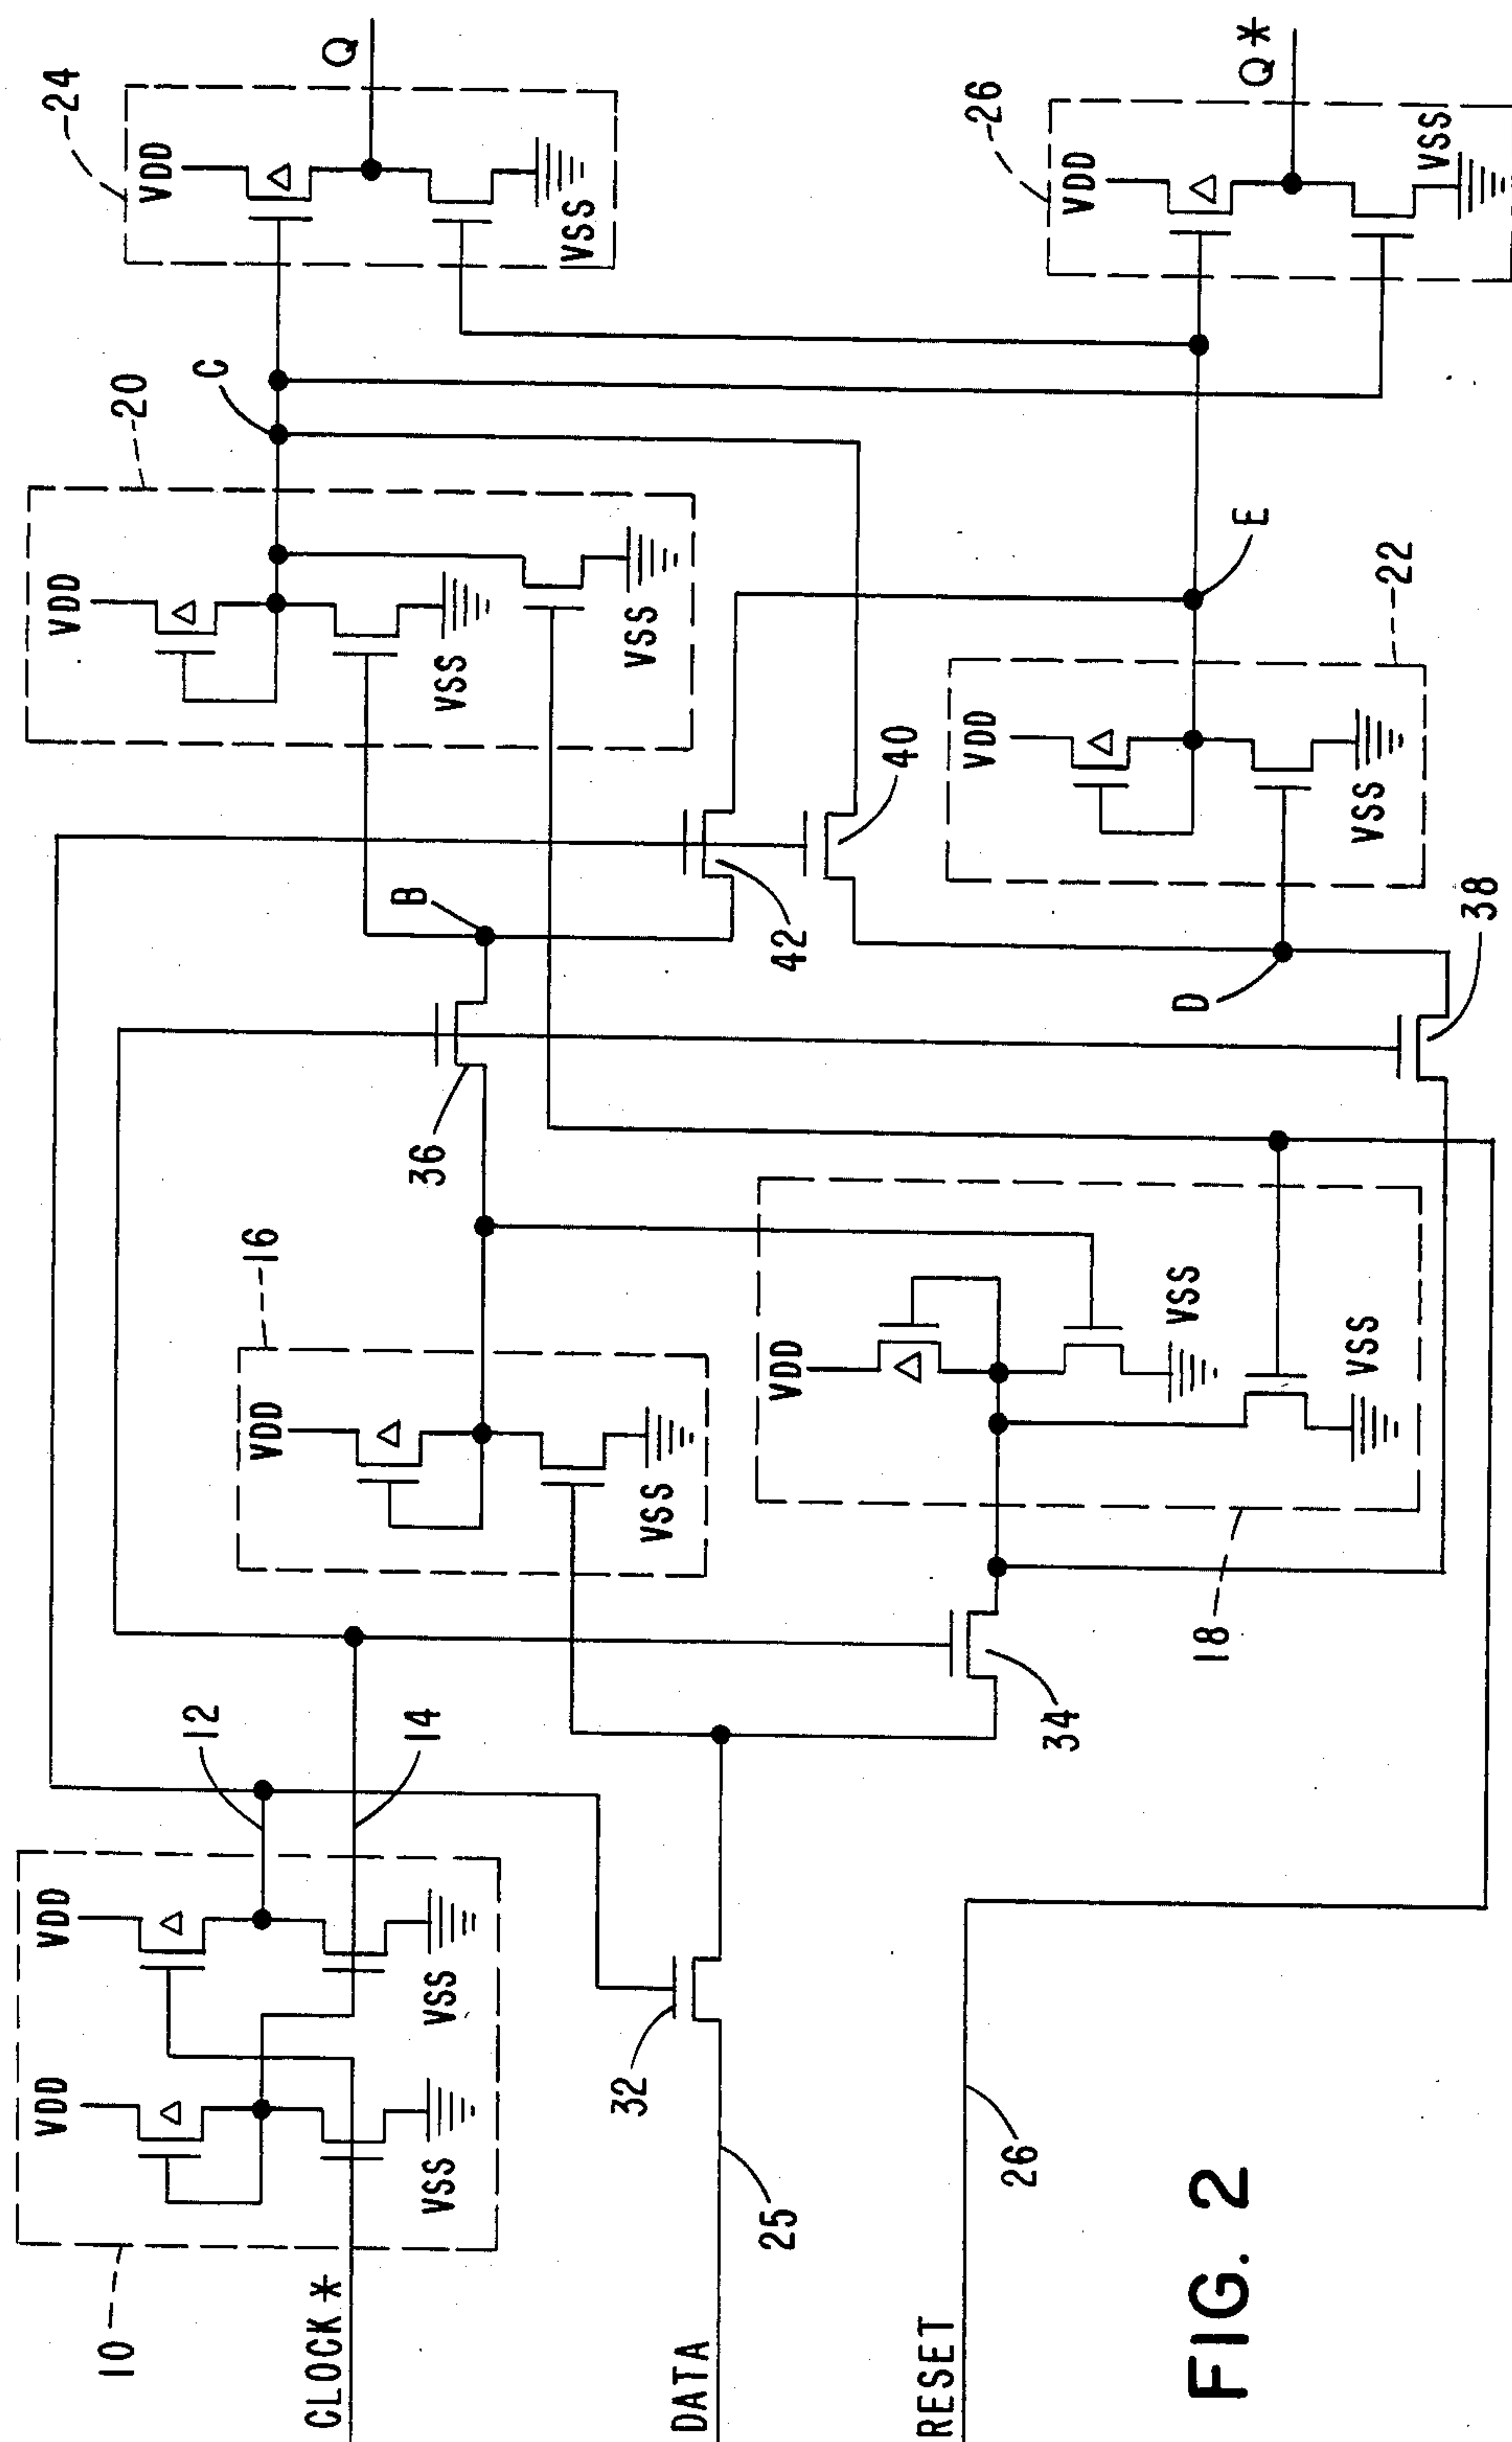 24
VDD
Q
VSS
26
VDD
Q*
VSS
20
C
VDD
VSS
VSS
E
22
VDD
VSS
40
42
B
D
38
36
16
VDD
VSS
VDD
VSS
VSS
18
34
12
14
10
VDD
VDD
VSS
VSS
32
25
26
CLOCK*
DATA
RESET
FIG. 2